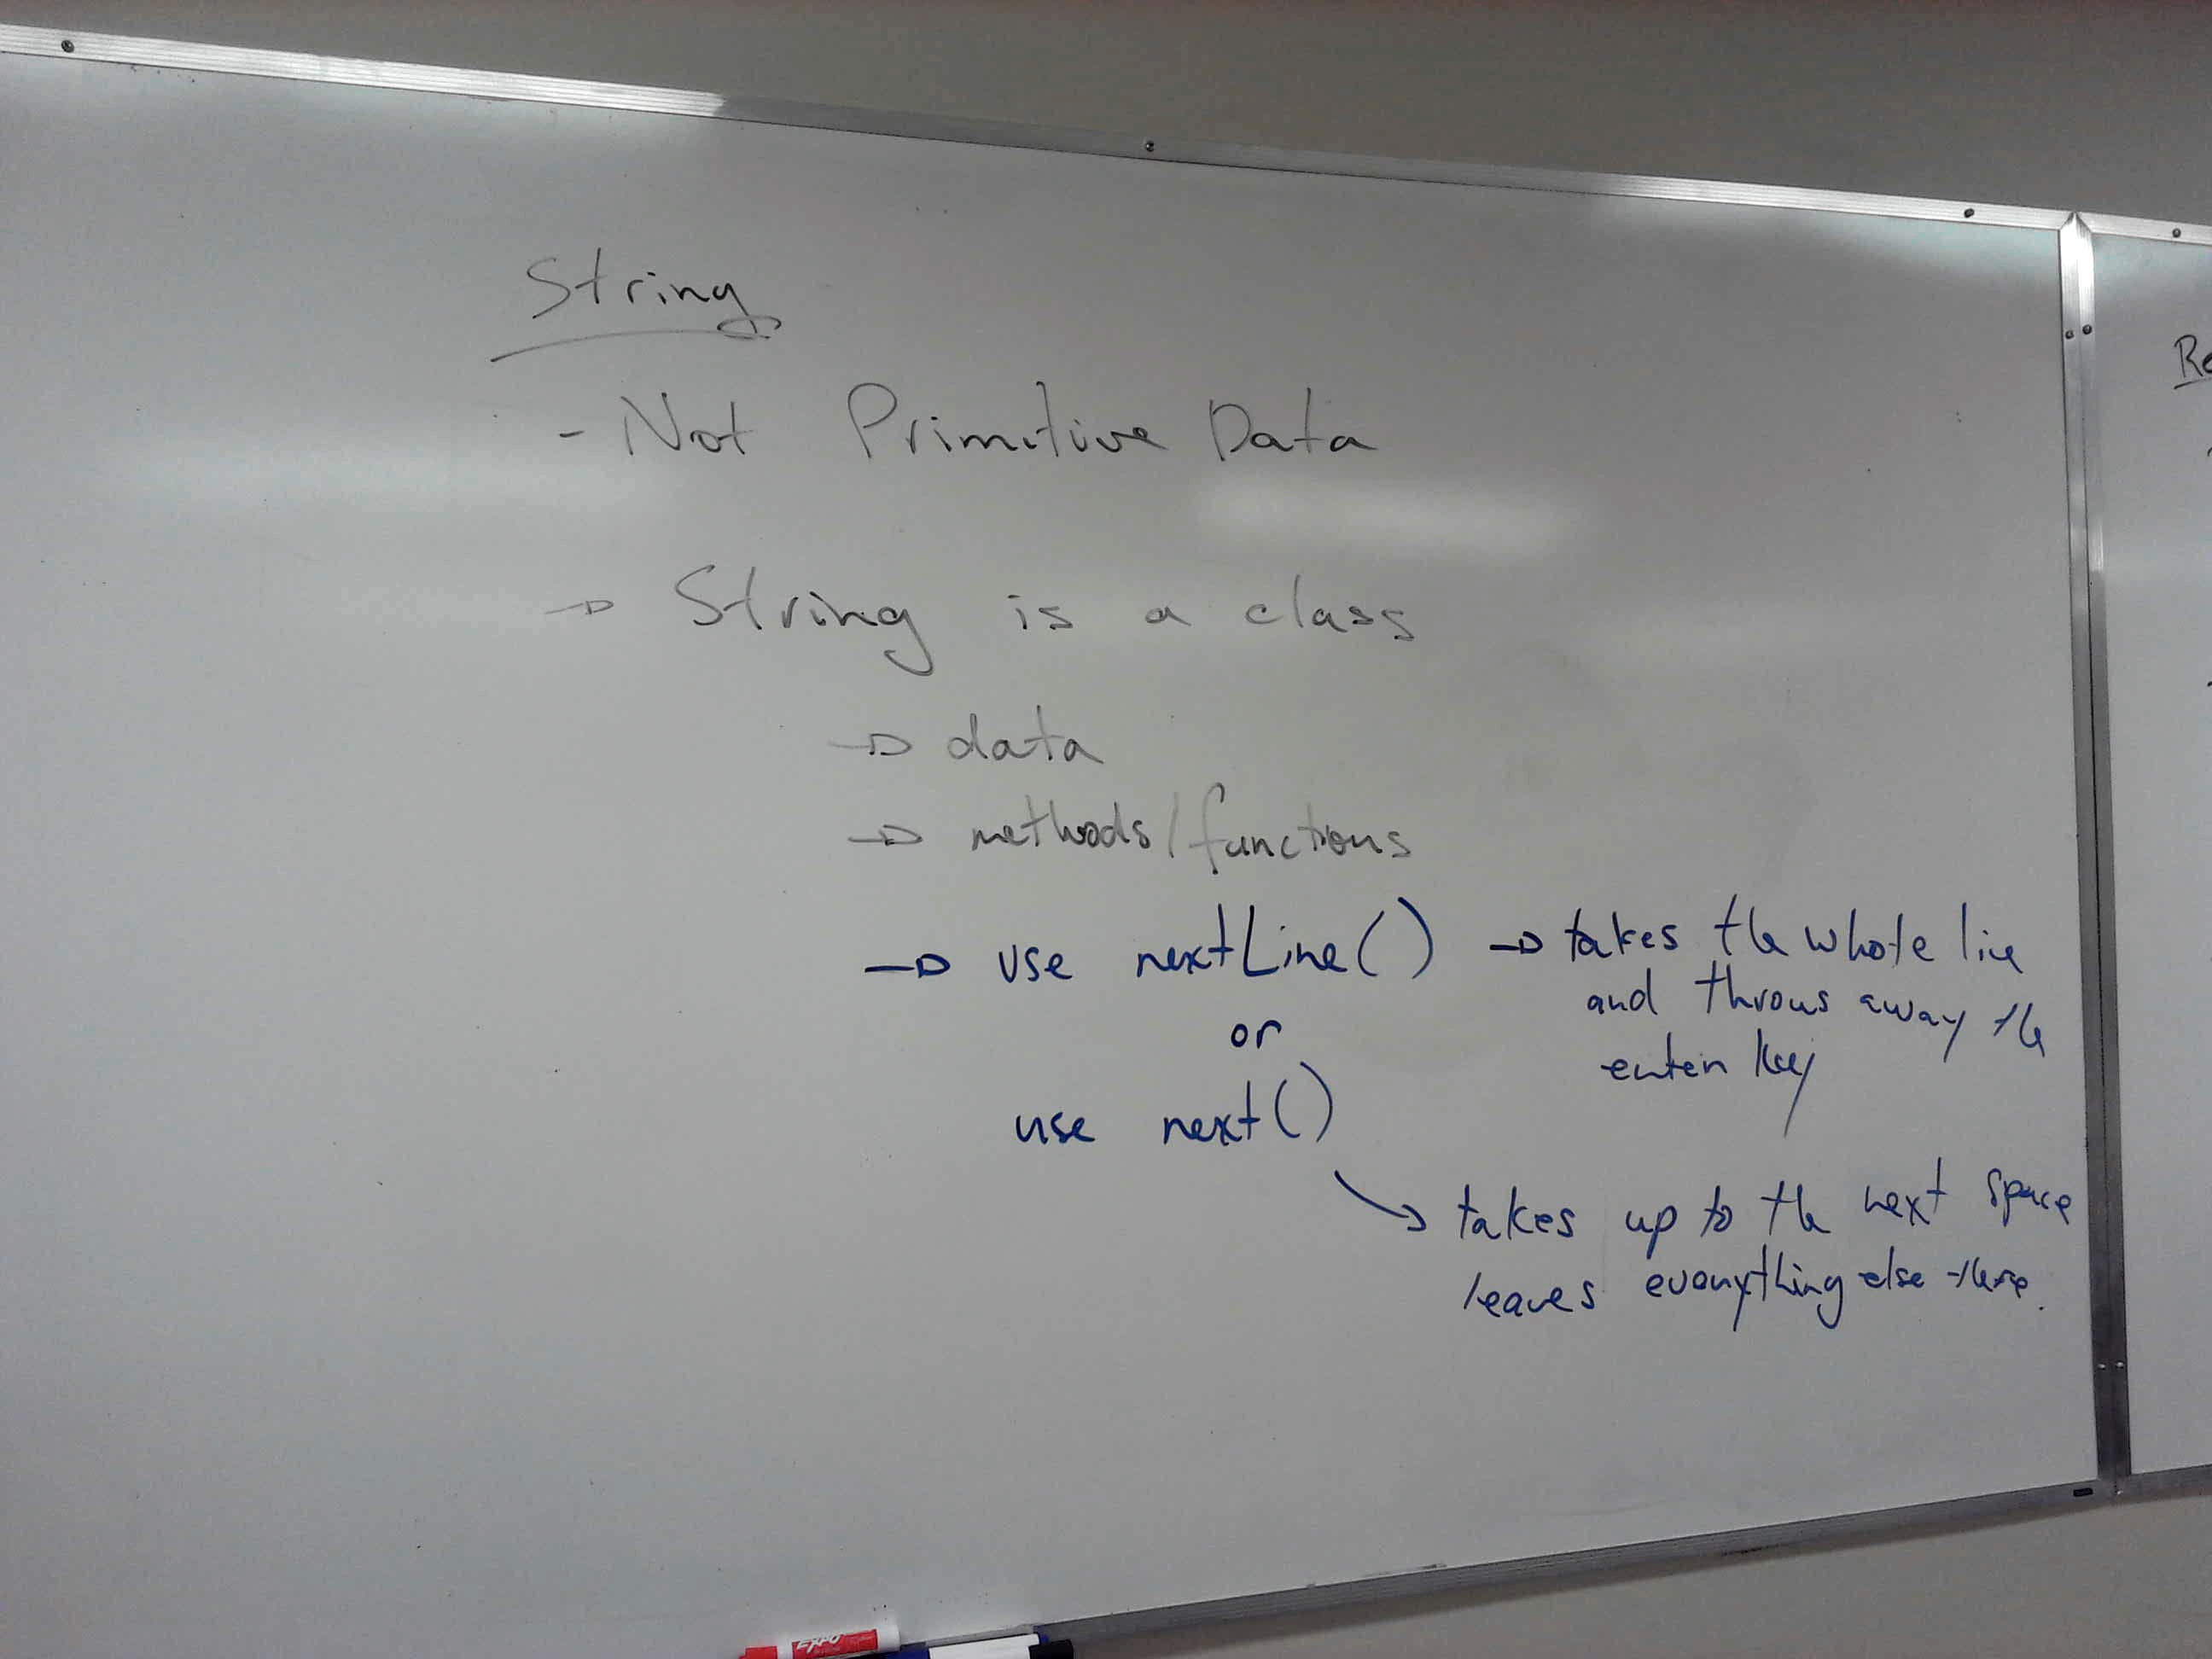 String
- Not Primitive Data
→ String is a class
→ data
→ methods/functions
→ use nextLine() → takes the whole line
and throws away the
enter key
or
use next()
→ takes up to the next space
leaves everything else there.
Re
EXPO